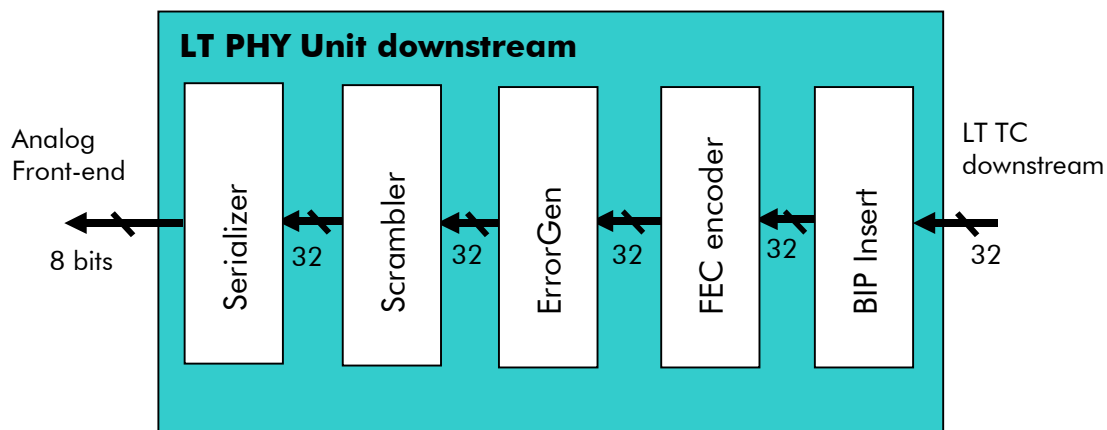 LT PHY Unit downstream
Analog
Front-end
8 bits
Serializer
32
Scrambler
32
ErrorGen
32
FEC encoder
32
BIP Insert
LT TC
downstream
32